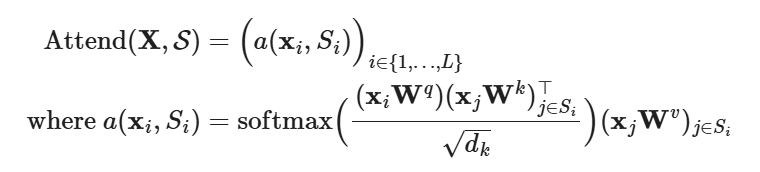 Attend(X, 𝒮) = (a(xᵢ, Sᵢ))_{i∈{1,…,L}}
where a(xᵢ, Sᵢ) = softmax((xᵢW^q)(xⱼW^k)^⊤_{j∈Sᵢ} / √d_k)(xⱼW^v)_{j∈Sᵢ}